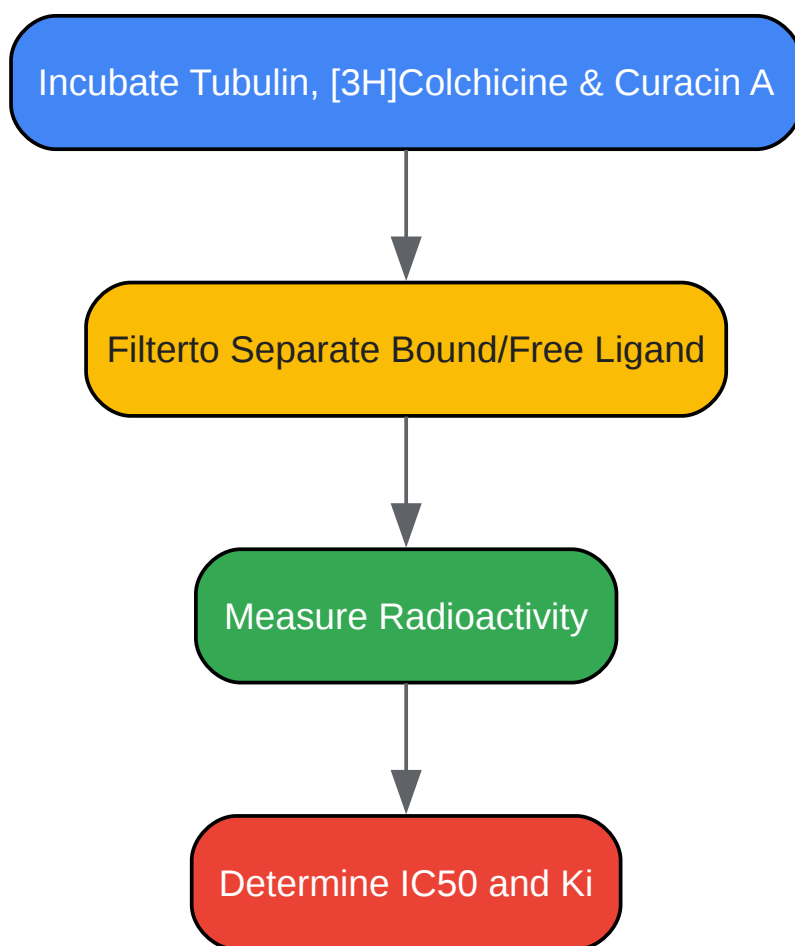 Incubate Tubulin, [3H]Colchicine & Curacin A
Filterto Separate Bound/Free Ligand
Measure Radioactivity
Determine IC50 and Ki